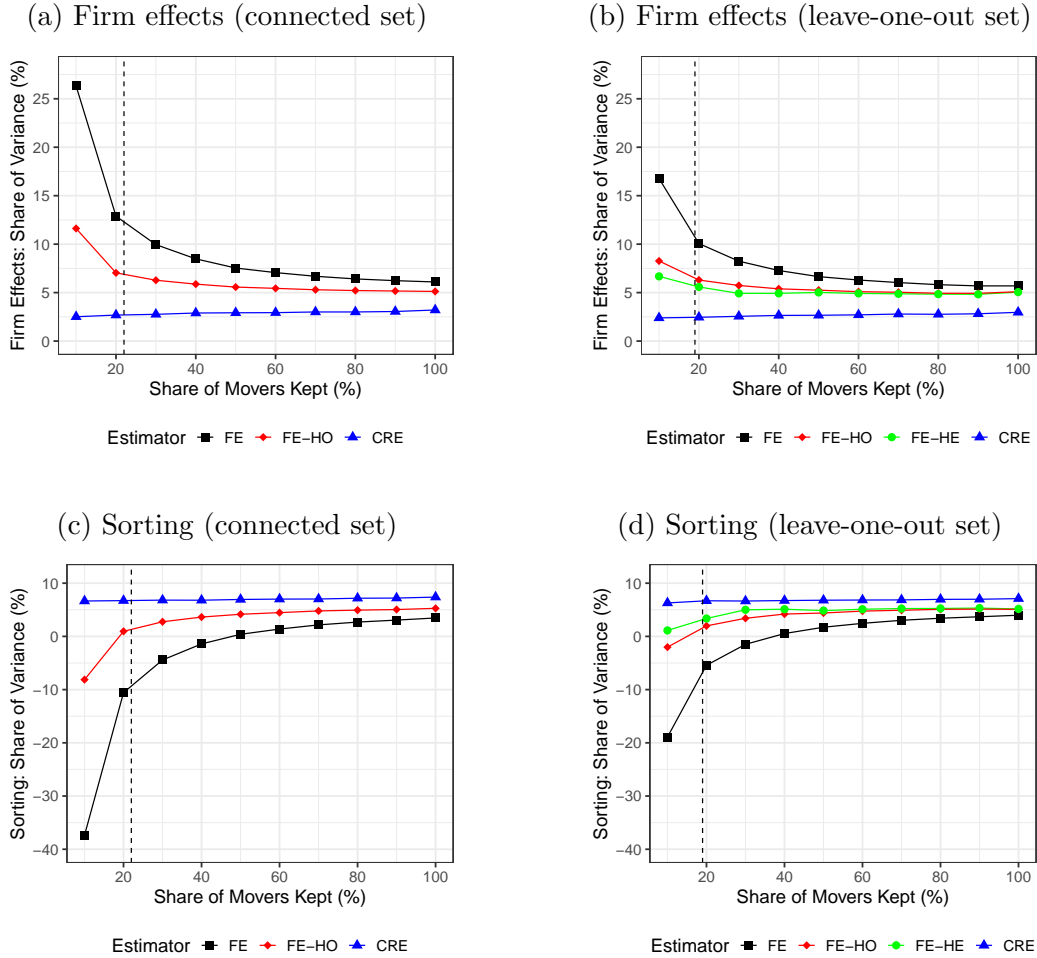 (a) Firm effects (connected set)
Firm Effects: Share of Variance (%)
25
20
15
10
5
0
20 40 60 80 100
Share of Movers Kept (%)
Estimator FE FE−HO CRE
(b) Firm effects (leave-one-out set)
Firm Effects: Share of Variance (%)
25
20
15
10
5
0
20 40 60 80 100
Share of Movers Kept (%)
Estimator FE FE−HO FE−HE CRE
(c) Sorting (connected set)
Sorting: Share of Variance (%)
10
0
−10
−20
−30
−40
20 40 60 80 100
Share of Movers Kept (%)
Estimator FE FE−HO CRE
(d) Sorting (leave-one-out set)
Sorting: Share of Variance (%)
10
0
−10
−20
−30
−40
20 40 60 80 100
Share of Movers Kept (%)
Estimator FE FE−HO FE−HE CRE